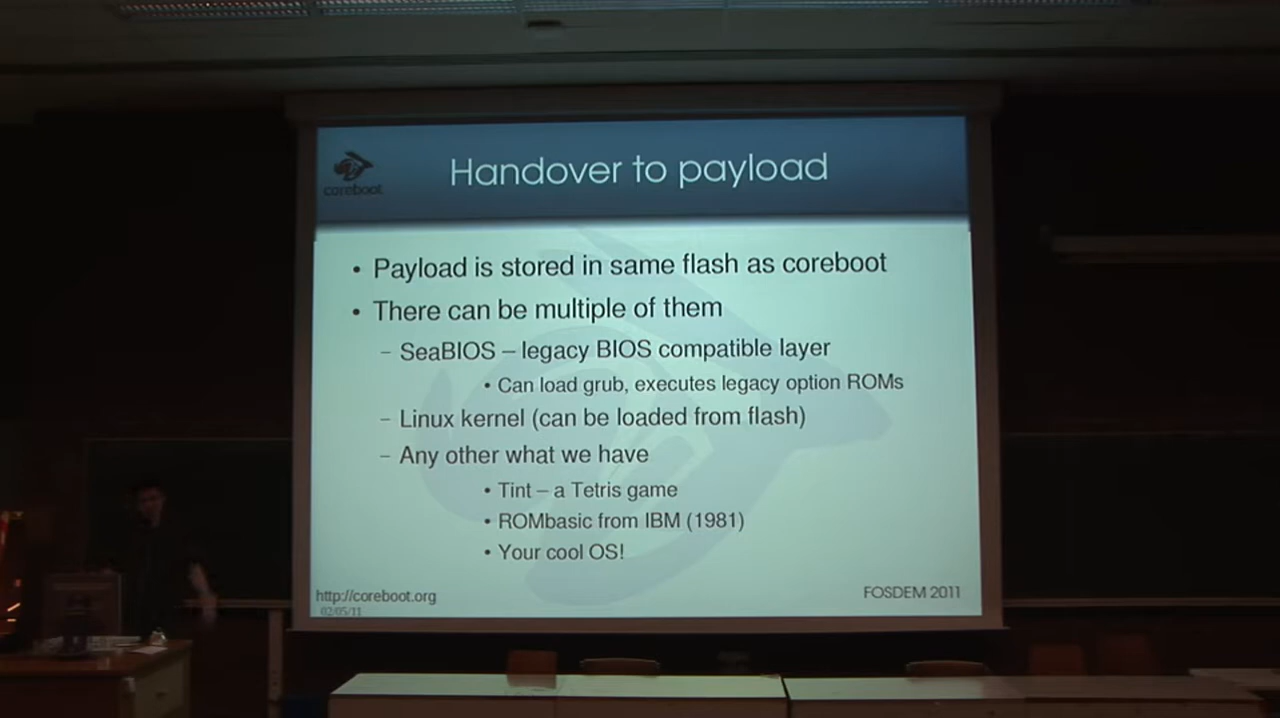 coreboot
Handover to payload
• Payload is stored in same flash as coreboot
• There can be multiple of them
– SeaBIOS – legacy BIOS compatible layer
• Can load grub, executes legacy option ROMs
– Linux kernel (can be loaded from flash)
– Any other what we have
• Tint – a Tetris game
• ROMbasic from IBM (1981)
• Your cool OS!
http://coreboot.org
FOSDEM 2011
02/05/11